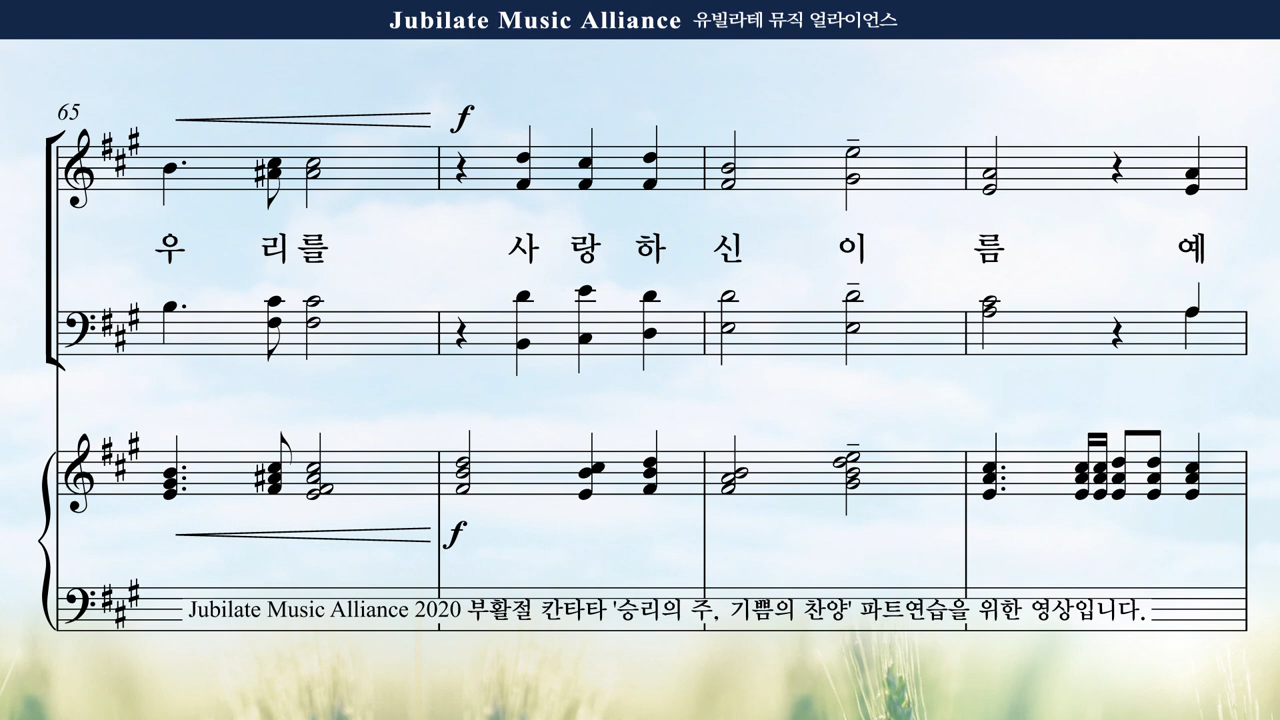 Jubilate Music Alliance 유빌라테 뮤직 얼라이언스
65
f
우 리 를 사 랑 하 신 이 름 예
f
Jubilate Music Alliance 2020 부활절 칸타타 '승리의 주, 기쁨의 찬양' 파트연습을 위한 영상입니다.